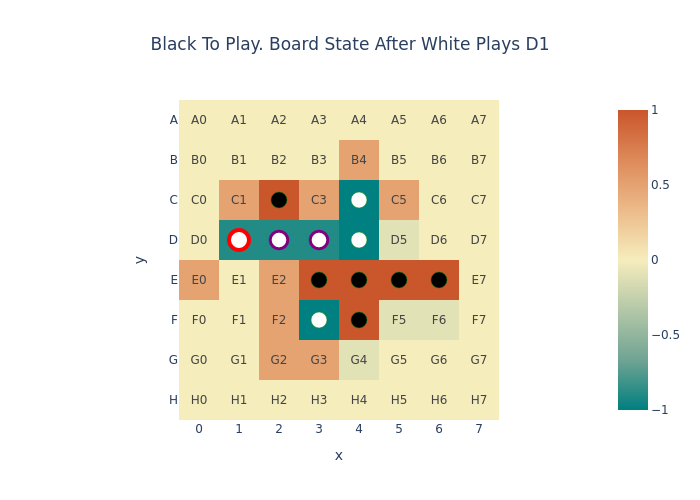 Black To Play. Board State After White Plays D1
A A0 A1 A2 A3 A4 A5 A6 A7
B B0 B1 B2 B3 B4 B5 B6 B7
C C0 C1 C3 C5 C6 C7
D D0 D5 D6 D7
E E0 E1 E2 E7
F F0 F1 F2 F5 F6 F7
G G0 G1 G2 G3 G4 G5 G6 G7
H H0 H1 H2 H3 H4 H5 H6 H7
0 1 2 3 4 5 6 7
x
y
1
0.5
0
−0.5
−1